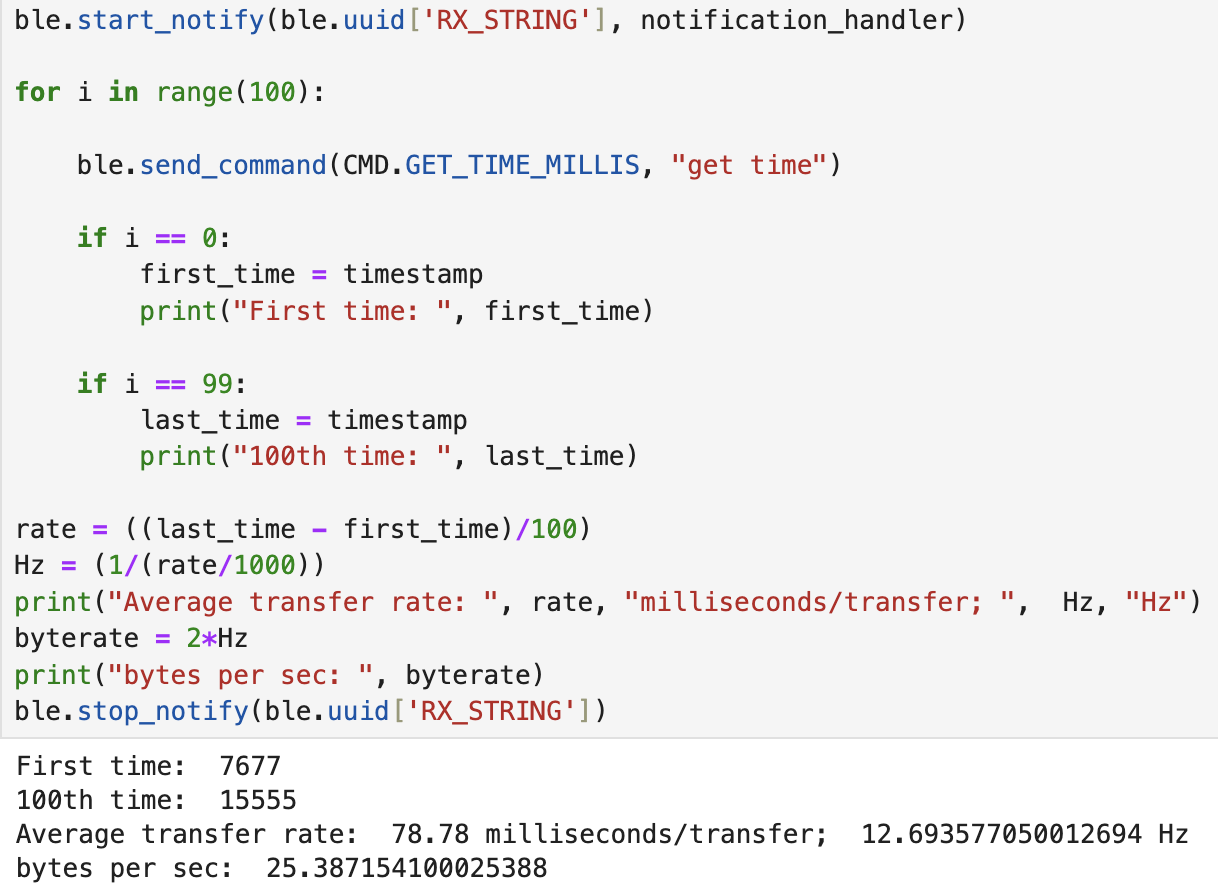 ble.start_notify(ble.uuid['RX_STRING'], notification_handler)
for i in range(100):
    ble.send_command(CMD.GET_TIME_MILLIS, "get time")
    if i == 0:
        first_time = timestamp
        print("First time: ", first_time)
    if i == 99:
        last_time = timestamp
        print("100th time: ", last_time)
rate = ((last_time - first_time)/100)
Hz = (1/(rate/1000))
print("Average transfer rate: ", rate, "milliseconds/transfer; ",  Hz, "Hz")
byterate = 2*Hz
print("bytes per sec: ", byterate)
ble.stop_notify(ble.uuid['RX_STRING'])
First time:  7677
100th time:  15555
Average transfer rate:  78.78 milliseconds/transfer;  12.693577050012694 Hz
bytes per sec:  25.387154100025388